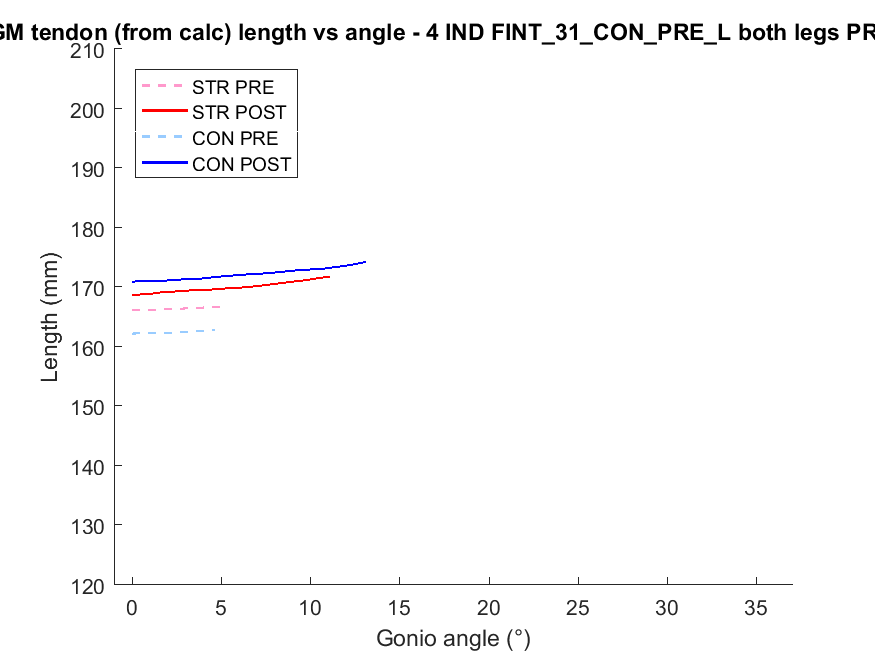 GM tendon (from calc) length vs angle - 4 IND FINT_31_CON_PRE_L both legs PR
210
200
190
180
170
160
150
140
130
120
Length (mm)
STR PRE
STR POST
CON PRE
CON POST
0 5 10 15 20 25 30 35
Gonio angle (°)